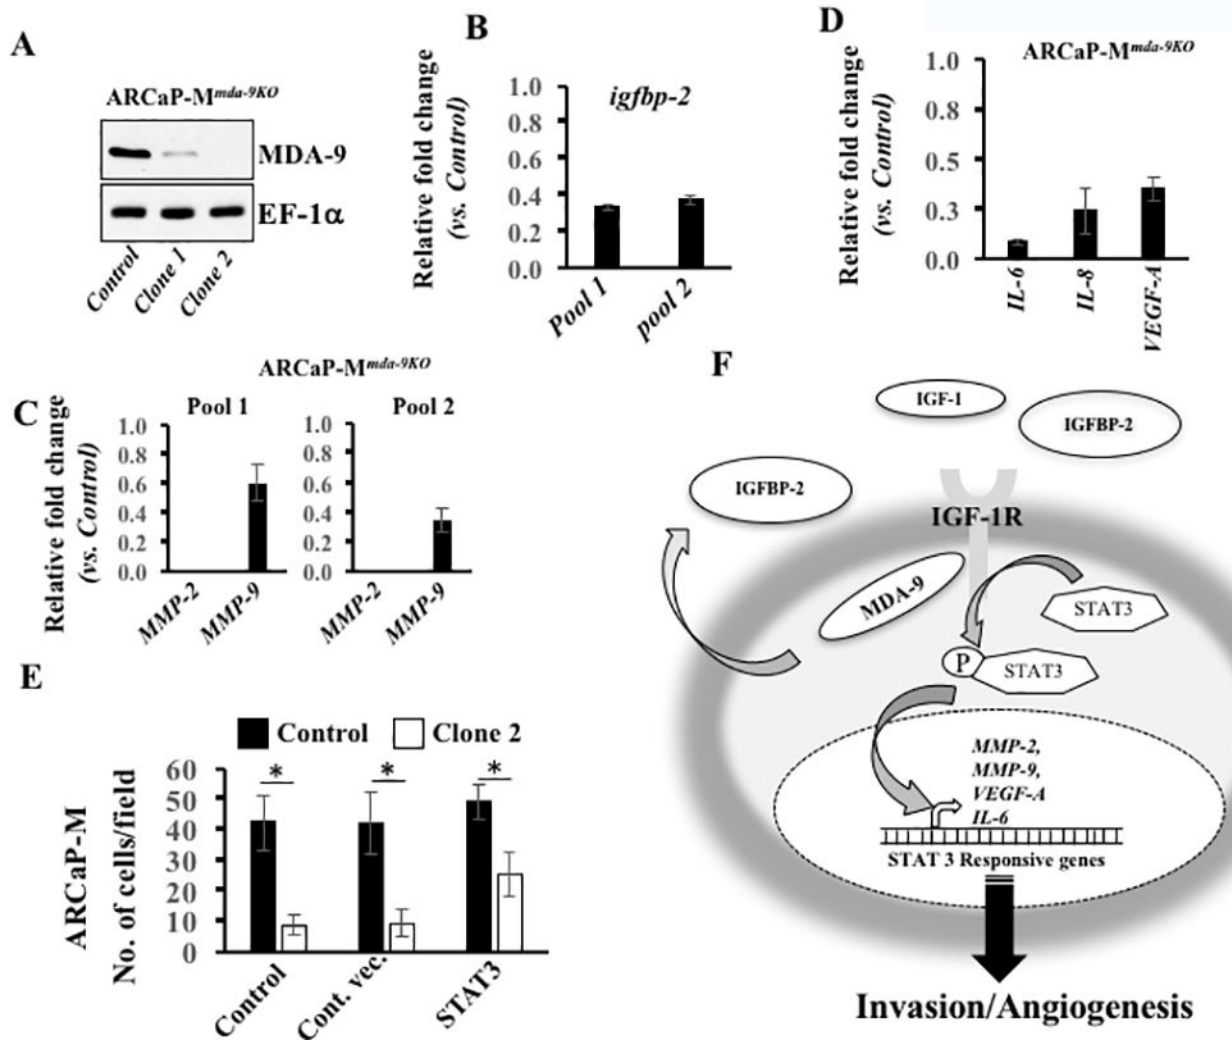 A
ARCaP-Mmda-9KO
MDA-9
EF-1α
Control
Clone 1
Clone 2
B
Relative fold change
(vs. Control)
1.0
0.8
0.6
0.4
0.2
0.0
igfbp-2
Pool 1
pool 2
D
Relative fold change
(vs. Control)
ARCaP-Mmda-9KO
1.0
0.8
0.5
0.3
0.0
IL-6
IL-8
VEGF-A
C
ARCaP-Mmda-9KO
Relative fold change
(vs. Control)
Pool 1
1.0
0.8
0.6
0.4
0.2
0.0
MMP-2
MMP-9
Pool 2
1.0
0.8
0.6
0.4
0.2
0.0
MMP-2
MMP-9
E
Control
Clone 2
ARCaP-M
No. of cells/field
60
50
40
30
20
10
0
*
*
*
Control
Cont. vec.
STAT3
F
IGF-1
IGFBP-2
IGFBP-2
IGF-1R
MDA-9
STAT3
P
STAT3
MMP-2,
MMP-9,
VEGF-A
IL-6
STAT 3 Responsive genes
Invasion/Angiogenesis